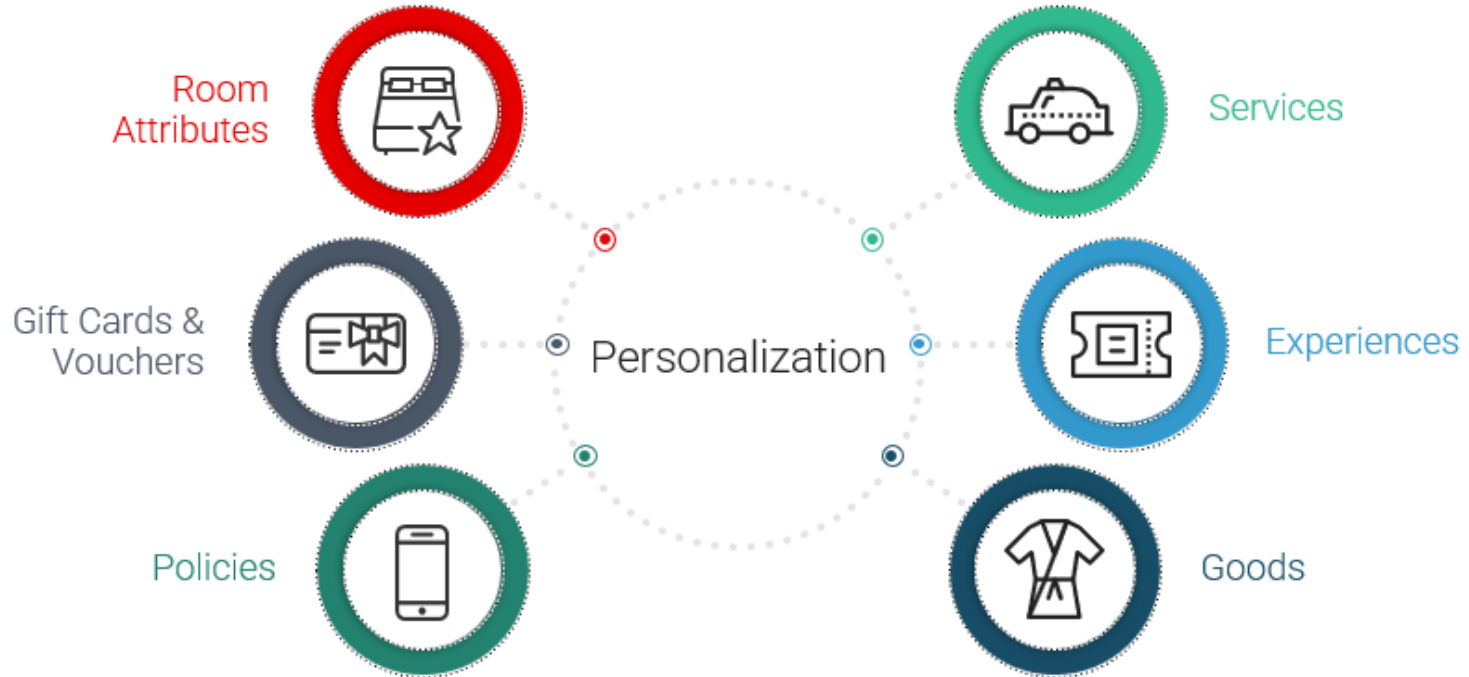 Room
Attributes
Services
Gift Cards &
Vouchers
Personalization
Experiences
Policies
Goods